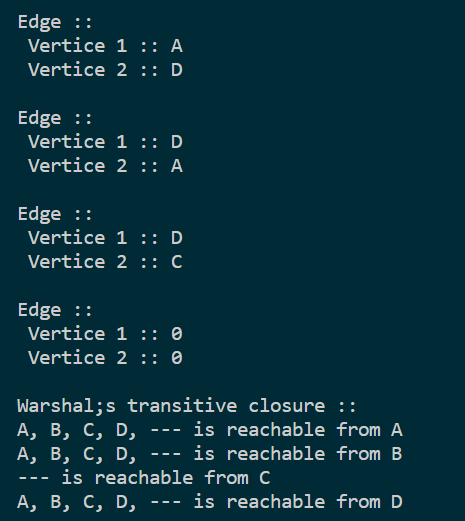 Edge ::
Vertice 1 :: A
Vertice 2 :: D
Edge ::
Vertice 1 :: D
Vertice 2 :: A
Edge ::
Vertice 1 :: D
Vertice 2 :: C
Edge ::
Vertice 1 :: 0
Vertice 2 :: 0
Warshal;s transitive closure ::
A, B, C, D, --- is reachable from A
A, B, C, D, --- is reachable from B
--- is reachable from C
A, B, C, D, --- is reachable from D